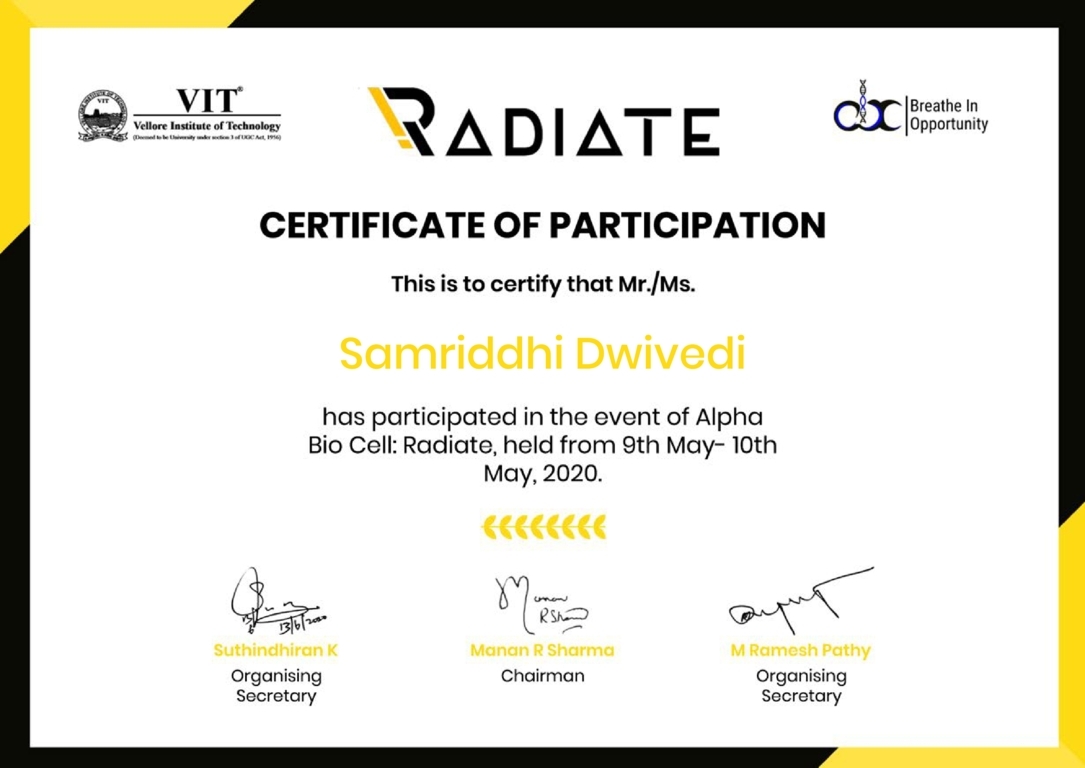 VIT®
Vellore Institute of Technology
(Deemed to be University under section 3 of UGC Act, 1956)
RADIATE
abc
Breathe In
Opportunity
CERTIFICATE OF PARTICIPATION
This is to certify that Mr./Ms.
Samriddhi Dwivedi
has participated in the event of Alpha
Bio Cell: Radiate, held from 9th May- 10th
May, 2020.
13/6/2020
Manan
R Sharma
Suthindhiran K
Organising
Secretary
Manan R Sharma
Chairman
M Ramesh Pathy
Organising
Secretary